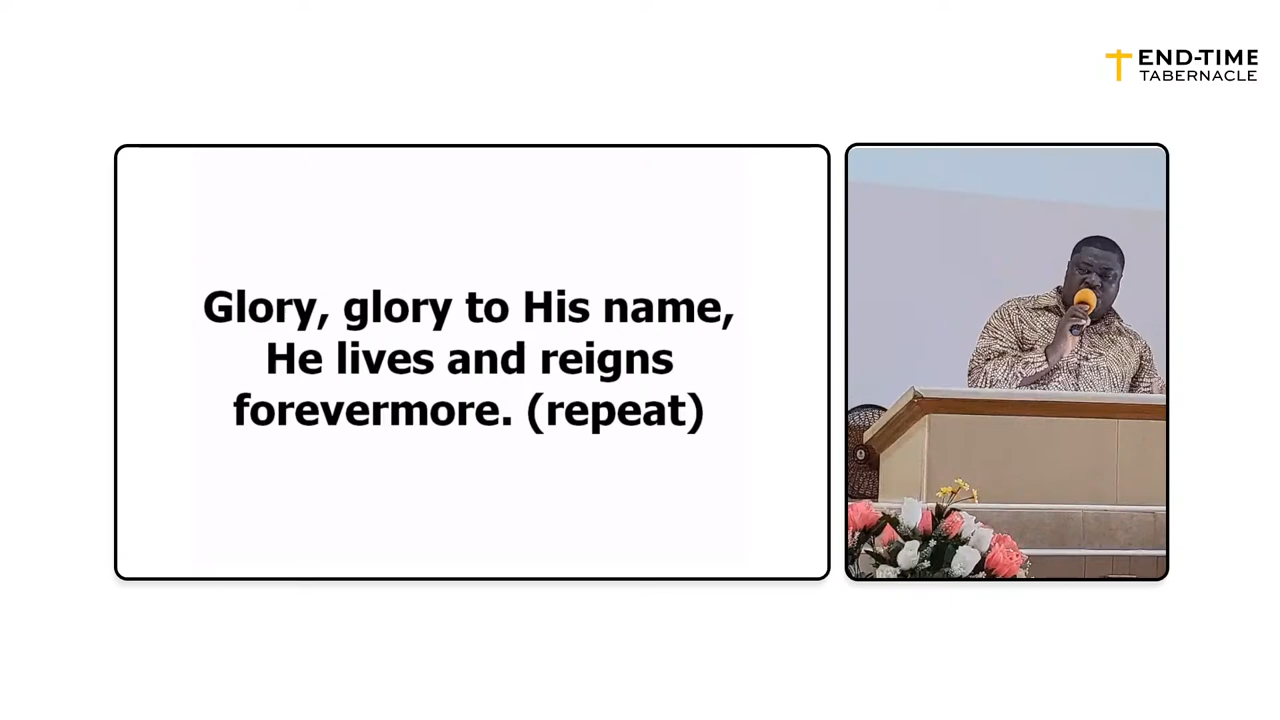 END-TIME
TABERNACLE
Glory, glory to His name,
He lives and reigns
forevermore. (repeat)